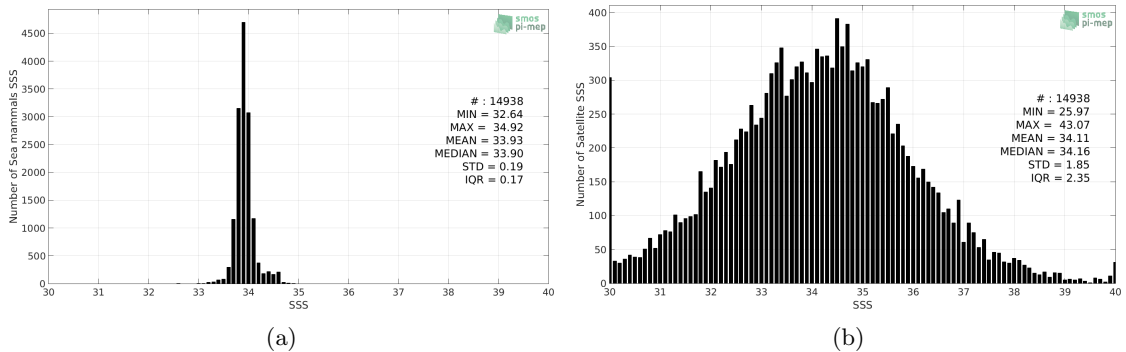 smos
pi-mep
Number of Sea mammals SSS
4500
4000
3500
3000
2500
2000
1500
1000
500
0
# : 14938
MIN = 32.64
MAX = 34.92
MEAN = 33.93
MEDIAN = 33.90
STD = 0.19
IQR = 0.17
30 31 32 33 34 35 36 37 38 39 40
SSS
(a)
smos
pi-mep
Number of Satellite SSS
400
350
300
250
200
150
100
50
0
# : 14938
MIN = 25.97
MAX = 43.07
MEAN = 34.11
MEDIAN = 34.16
STD = 1.85
IQR = 2.35
30 31 32 33 34 35 36 37 38 39 40
SSS
(b)